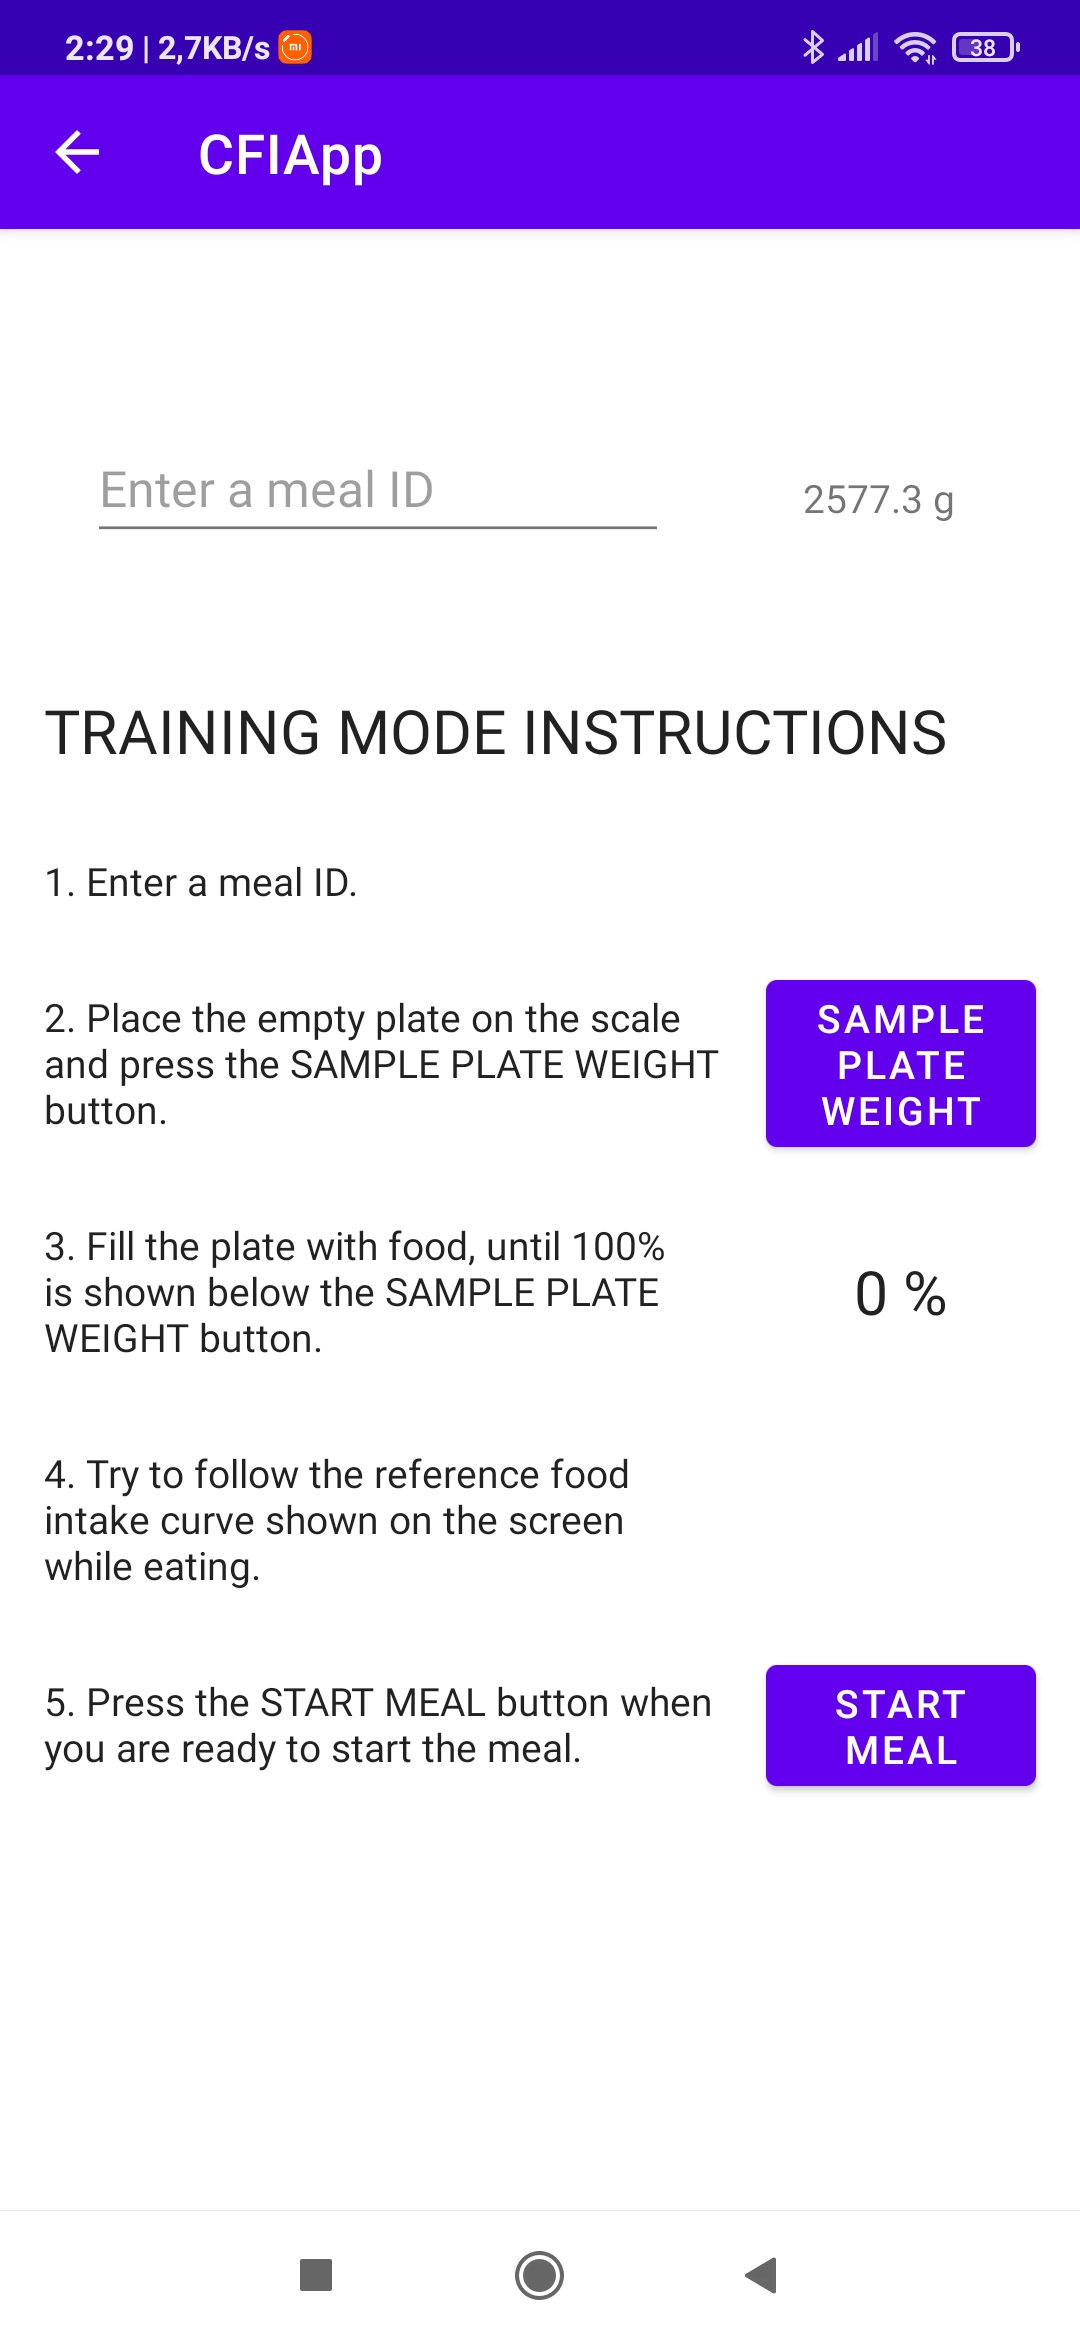 2:29 | 2,7KB/s
38
CFIApp
Enter a meal ID
2577.3 g
TRAINING MODE INSTRUCTIONS
1. Enter a meal ID.
2. Place the empty plate on the scale
and press the SAMPLE PLATE WEIGHT
button.
SAMPLE
PLATE
WEIGHT
3. Fill the plate with food, until 100%
is shown below the SAMPLE PLATE
WEIGHT button.
0 %
4. Try to follow the reference food
intake curve shown on the screen
while eating.
5. Press the START MEAL button when
you are ready to start the meal.
START
MEAL